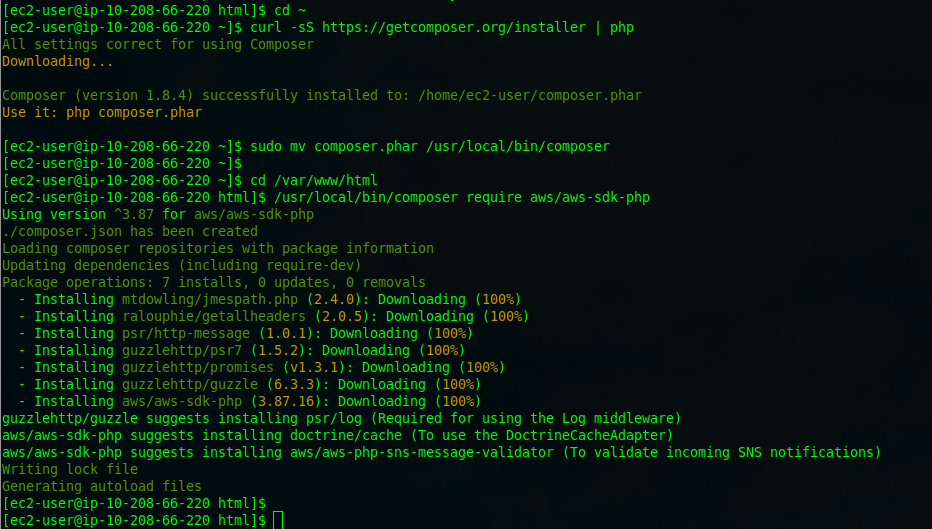 [ec2-user@ip-10-208-66-220 html]$ cd ~
[ec2-user@ip-10-208-66-220 html]$ curl -sS https://getcomposer.org/installer | php
All settings correct for using Composer
Downloading...
Composer (version 1.8.4) successfully installed to: /home/ec2-user/composer.phar
Use it: php composer.phar
[ec2-user@ip-10-208-66-220 ~]$ sudo mv composer.phar /usr/local/bin/composer
[ec2-user@ip-10-208-66-220 ~]$
[ec2-user@ip-10-208-66-220 ~]$ cd /var/www/html
[ec2-user@ip-10-208-66-220 html]$ /usr/local/bin/composer require aws/aws-sdk-php
Using version ^3.87 for aws/aws-sdk-php
./composer.json has been created
Loading composer repositories with package information
Updating dependencies (including require-dev)
Package operations: 7 installs, 0 updates, 0 removals
- Installing mtdowling/jmespath.php (2.4.0): Downloading (100%)
- Installing ralouphie/getallheaders (2.0.5): Downloading (100%)
- Installing psr/http-message (1.0.1): Downloading (100%)
- Installing guzzlehttp/psr7 (1.5.2): Downloading (100%)
- Installing guzzlehttp/promises (v1.3.1): Downloading (100%)
- Installing guzzlehttp/guzzle (6.3.3): Downloading (100%)
- Installing aws/aws-sdk-php (3.87.16): Downloading (100%)
guzzlehttp/guzzle suggests installing psr/log (Required for using the Log middleware)
aws/aws-sdk-php suggests installing doctrine/cache (To use the DoctrineCacheAdapter)
aws/aws-sdk-php suggests installing aws/aws-php-sns-message-validator (To validate incoming SNS notifications)
Writing lock file
Generating autoload files
[ec2-user@ip-10-208-66-220 html]$
[ec2-user@ip-10-208-66-220 html]$